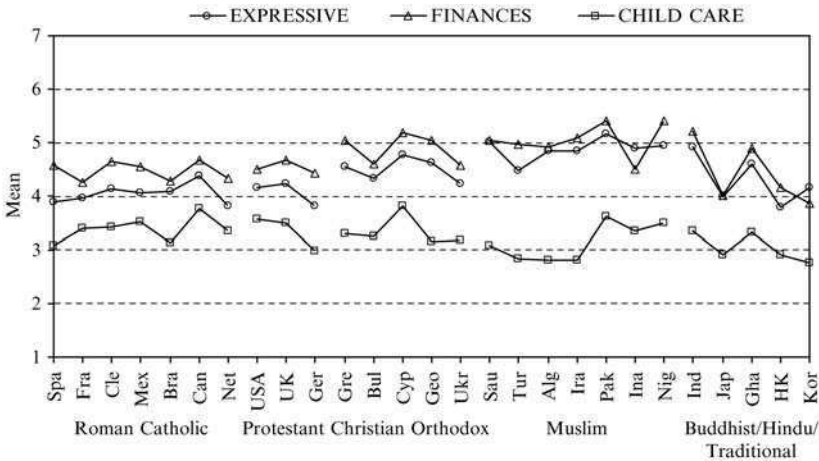 EXPRESSIVE FINANCES CHILD CARE
7
6
5
4
3
2
1
Mean
Spa Fra Cle Mex Bra Can Net USA UK Ger Gre Bul Cyp Geo Ukr Sau Tur Alg Ira Pak Ina Nig Ind Jap Gha HK Kor
Roman Catholic Protestant Christian Orthodox Muslim Buddhist/Hindu/
Traditional